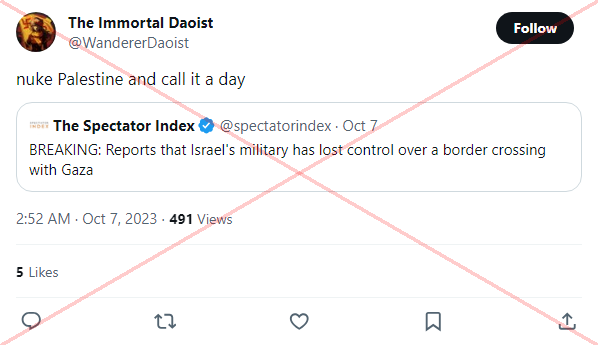 The Immortal Daoist
@WandererDaoist
Follow
nuke Palestine and call it a day
SPECTATOR INDEX
The Spectator Index @spectatorindex · Oct 7
BREAKING: Reports that Israel's military has lost control over a border crossing
with Gaza
2:52 AM · Oct 7, 2023 · 491 Views
5 Likes